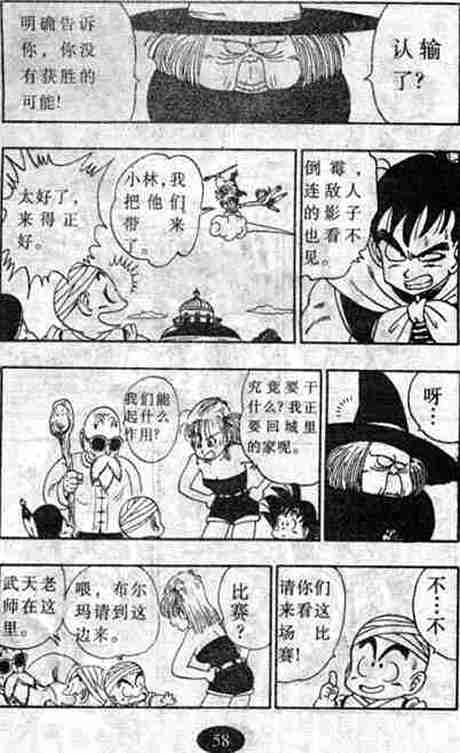 认输
了?
明确告诉
你,你没
有获胜的
可能!
倒霉,
连敌人
的影子
也看不
见。
小林,我
把他们
带来
了。
太好了,
来得正
好。
呀…
究竟要干
什么?我正
要回城里
的家呢。
我们能
起什么
作用?
不…不
请你们
来看这
场比
赛!
比赛?
喂,布尔
玛请到这
边来。
武天老
师在这
里。
58